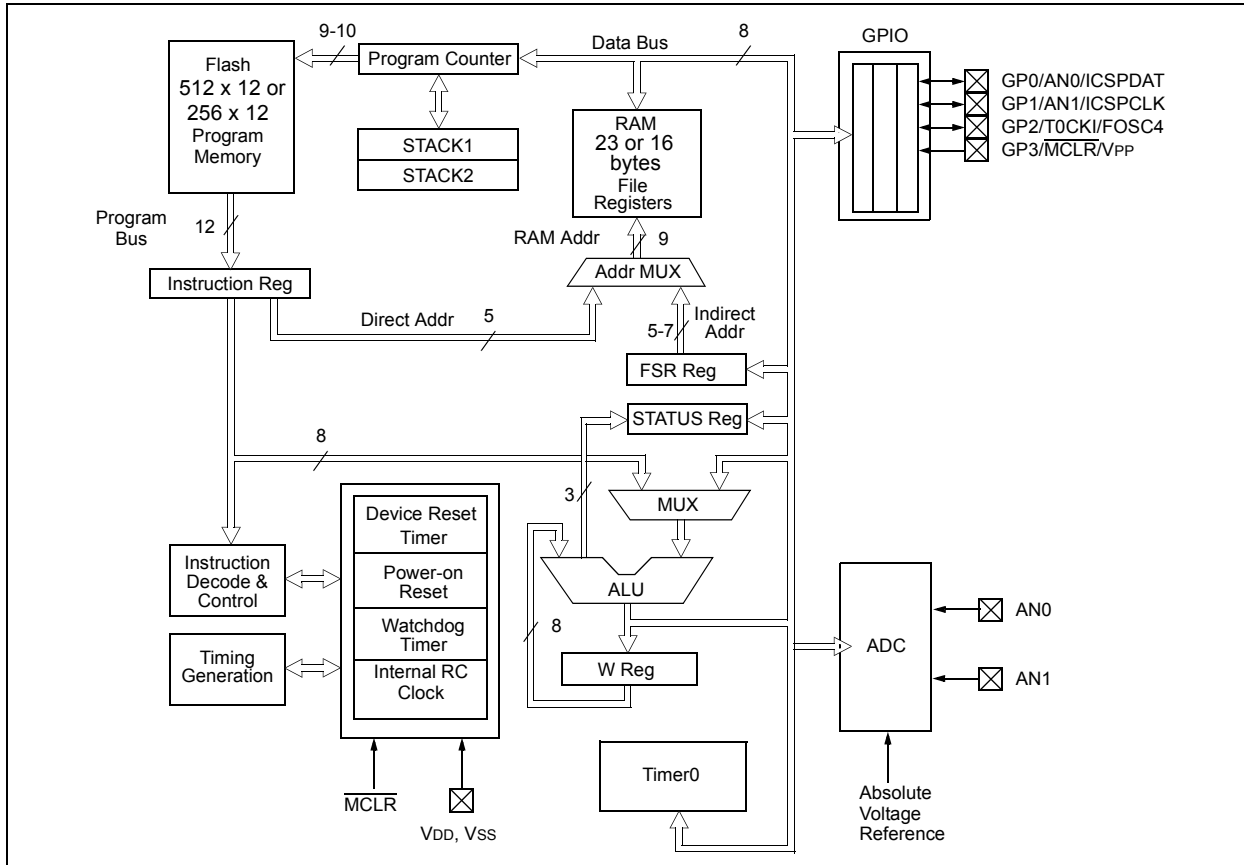 9-10
Program Counter
Data Bus
8
GPIO
Flash
512 x 12 or
256 x 12
Program
Memory
STACK1
STACK2
RAM
23 or 16
bytes
File
Registers
GP0/AN0/ICSPDAT
GP1/AN1/ICSPCLK
GP2/T0CKI/FOSC4
GP3/MCLR/VPP
Program
Bus
12
RAM Addr
9
Addr MUX
Instruction Reg
Direct Addr
5
5-7
Indirect
Addr
FSR Reg
STATUS Reg
8
3
MUX
Device Reset
Timer
Power-on
Reset
Watchdog
Timer
Internal RC
Clock
Instruction
Decode &
Control
Timing
Generation
ALU
8
W Reg
ADC
AN0
AN1
Timer0
MCLR
VDD, VSS
Absolute
Voltage
Reference